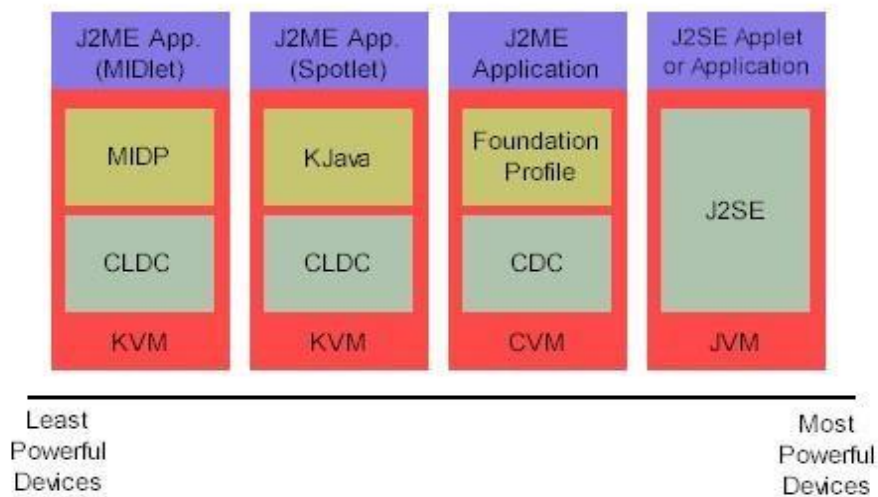 J2ME App.
(MIDlet)
MIDP
CLDC
KVM
J2ME App.
(Spotlet)
KJava
CLDC
KVM
J2ME
Application
Foundation
Profile
CDC
CVM
J2SE Applet
or Application
J2SE
JVM
Least
Powerful
Devices
Most
Powerful
Devices